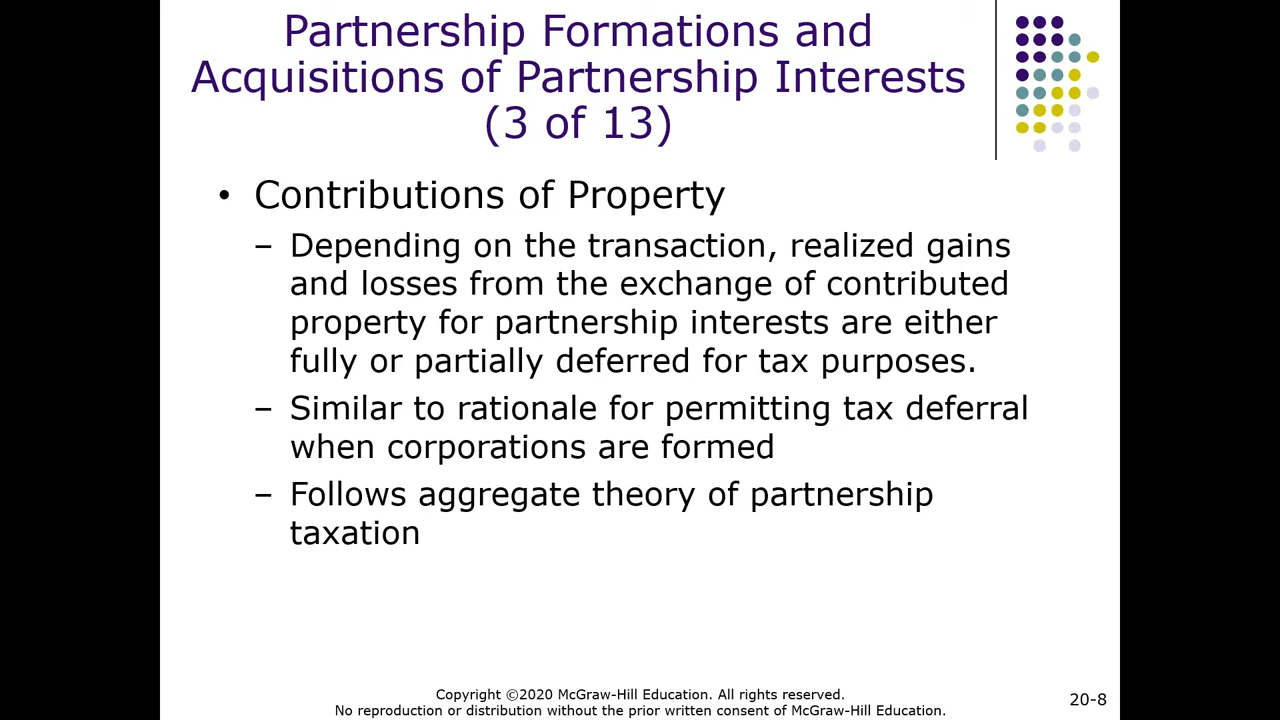 Partnership Formations and
Acquisitions of Partnership Interests
(3 of 13)
• Contributions of Property
– Depending on the transaction, realized gains
and losses from the exchange of contributed
property for partnership interests are either
fully or partially deferred for tax purposes.
– Similar to rationale for permitting tax deferral
when corporations are formed
– Follows aggregate theory of partnership
taxation
Copyright ©2020 McGraw-Hill Education. All rights reserved.
No reproduction or distribution without the prior written consent of McGraw-Hill Education.
20-8